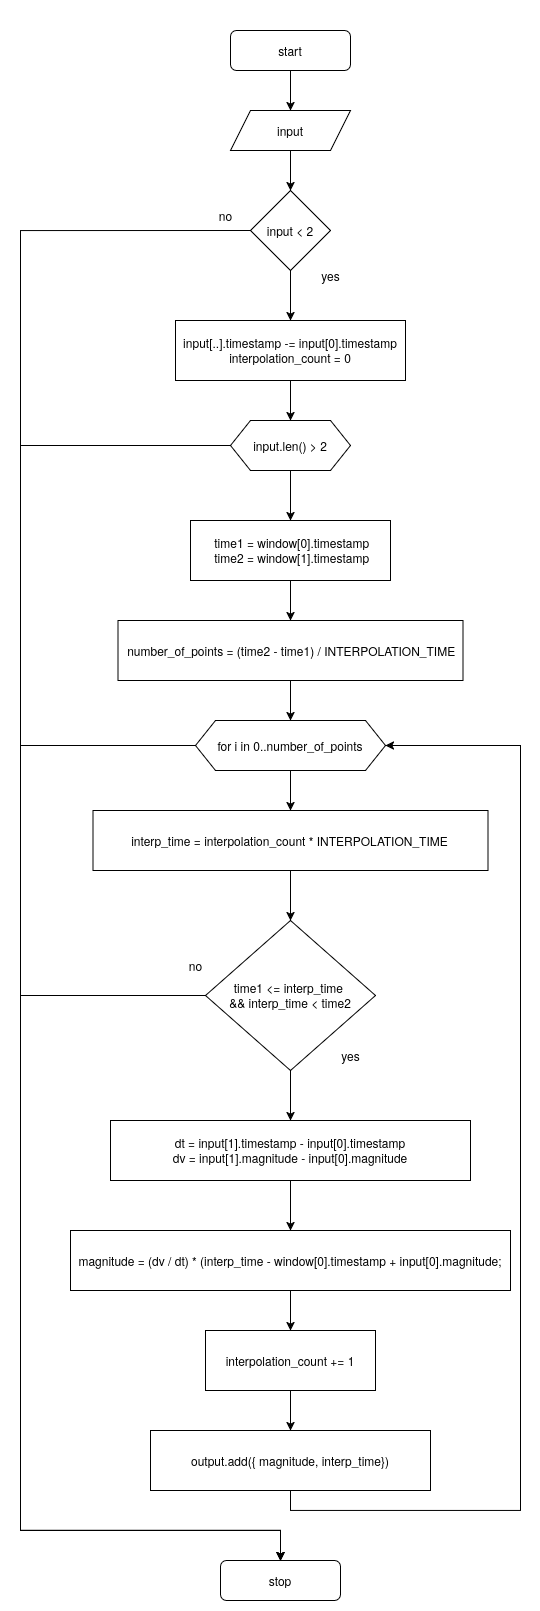 start
input
no
input < 2
yes
input[..].timestamp -= input[0].timestamp
interpolation_count = 0
input.len() > 2
time1 = window[0].timestamp
time2 = window[1].timestamp
number_of_points = (time2 - time1) / INTERPOLATION_TIME
for i in 0..number_of_points
interp_time = interpolation_count * INTERPOLATION_TIME
no
time1 <= interp_time
&& interp_time < time2
yes
dt = input[1].timestamp - input[0].timestamp
dv = input[1].magnitude - input[0].magnitude
magnitude = (dv / dt) * (interp_time - window[0].timestamp + input[0].magnitude;
interpolation_count += 1
output.add({ magnitude, interp_time})
stop